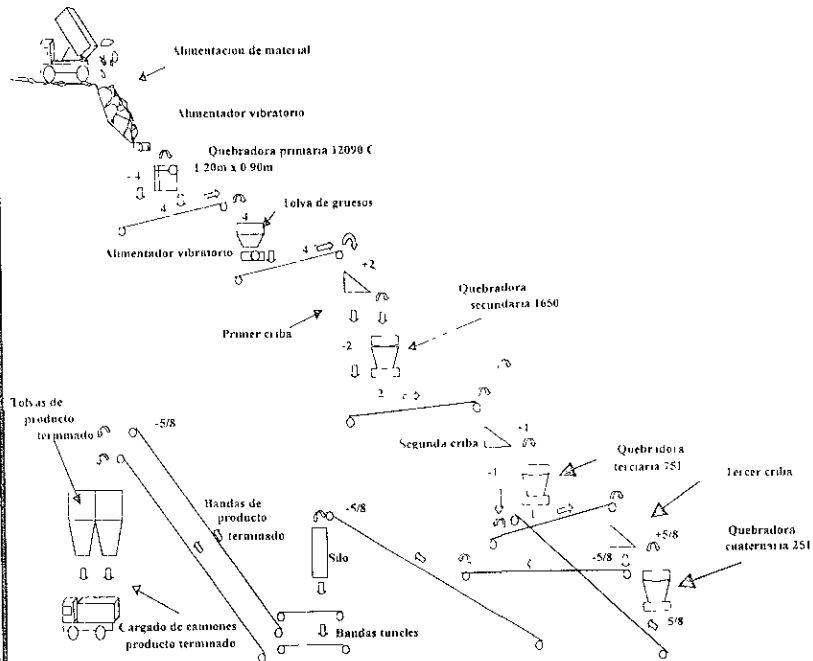 Alimentacion de material
Alimentador vibratorio
Quebradora primaria 12090 C
1 20m x 0 90m
-4
4
Tolva de gruesos
4
Alimentador vibratorio
4
+2
Quebradora
secundaria 1650
Primer criba
-2
2
Tolvas de
producto
terminado
-5/8
Segunda criba
-1
Quebradora
terciaria 751
Tercer criba
-1
1
Bandas de
producto
terminado
-5/8
+5/8
Quebradora
cuaternaria 251
-5/8
Silo
5/8
Cargado de camiones
producto terminado
Bandas tuneles